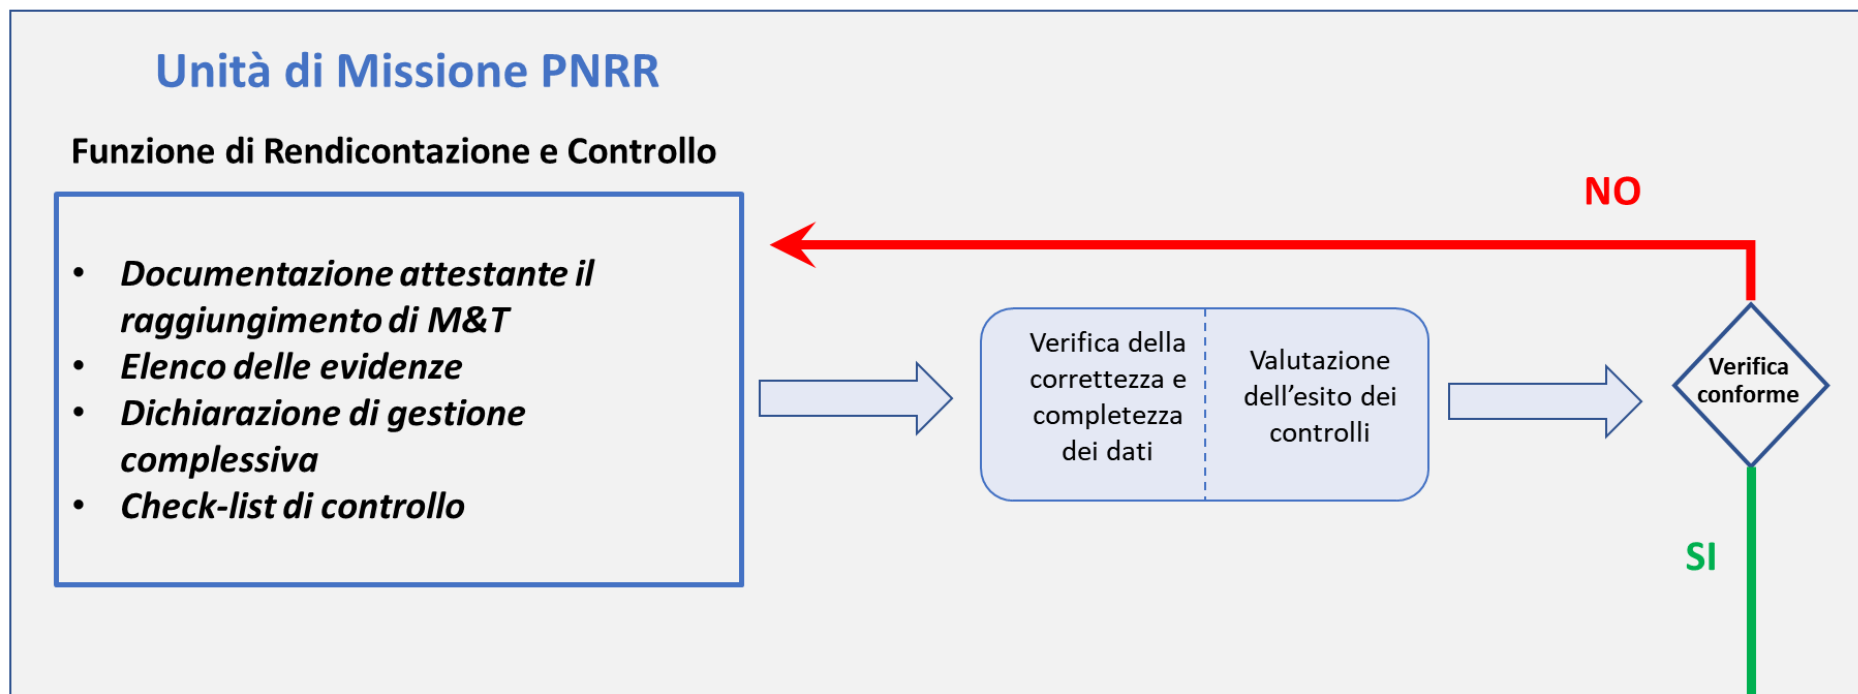 Unità di Missione PNRR
Funzione di Rendicontazione e Controllo
• Documentazione attestante il
raggiungimento di M&T
• Elenco delle evidenze
• Dichiarazione di gestione
complessiva
• Check-list di controllo
Verifica della
correttezza e
completezza
dei dati
Valutazione
dell’esito dei
controlli
NO
Verifica
conforme
SI